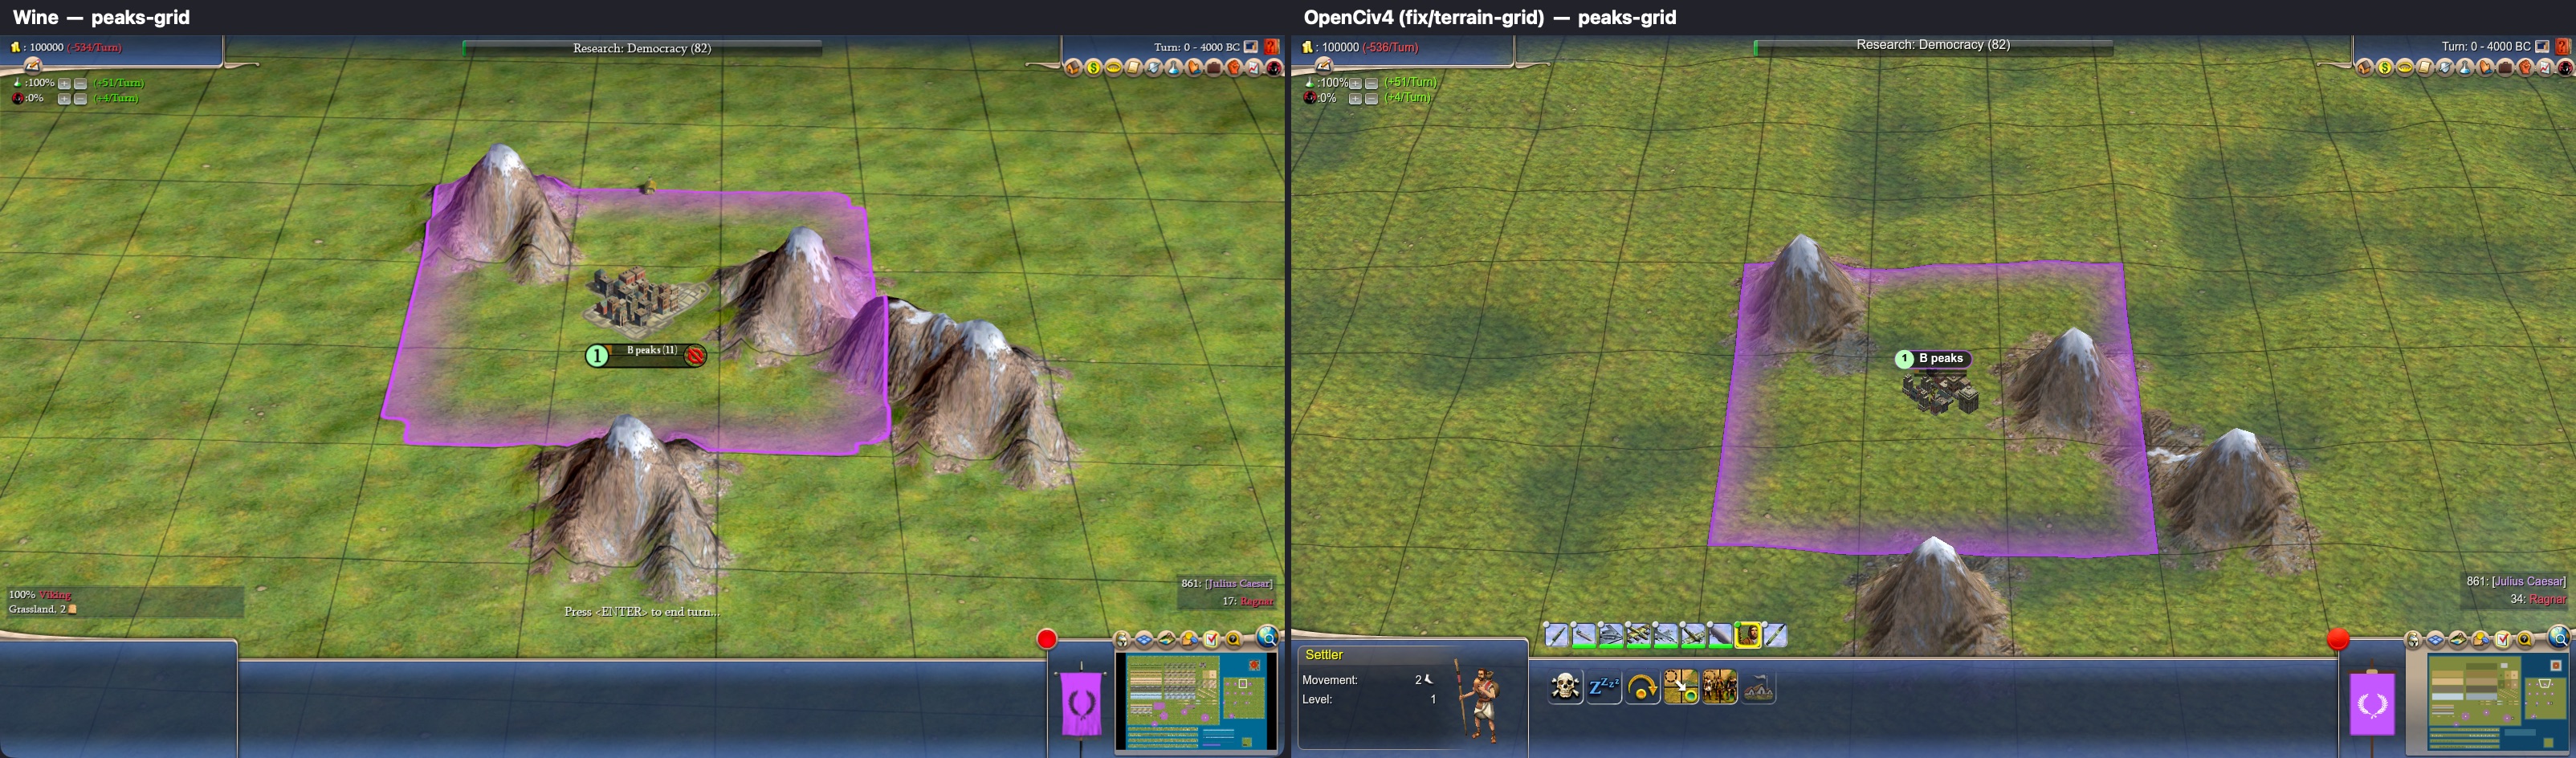 Wine — peaks-grid
: 100000 (-534/Turn)
Research: Democracy (82)
Turn: 0 - 4000 BC
:100% (+51/Turn)
:0% (+4/Turn)
1 B peaks (11)
100% Viking
Grassland, 2
861: [Julius Caesar]
17: Ragnar
Press <ENTER> to end turn...
OpenCiv4 (fix/terrain-grid) — peaks-grid
: 100000 (-536/Turn)
Research: Democracy (82)
Turn: 0 - 4000 BC
:100% (+51/Turn)
:0% (+4/Turn)
1 B peaks
861: [Julius Caesar]
34: Ragnar
Settler
Movement: 2
Level: 1
ZZzzz